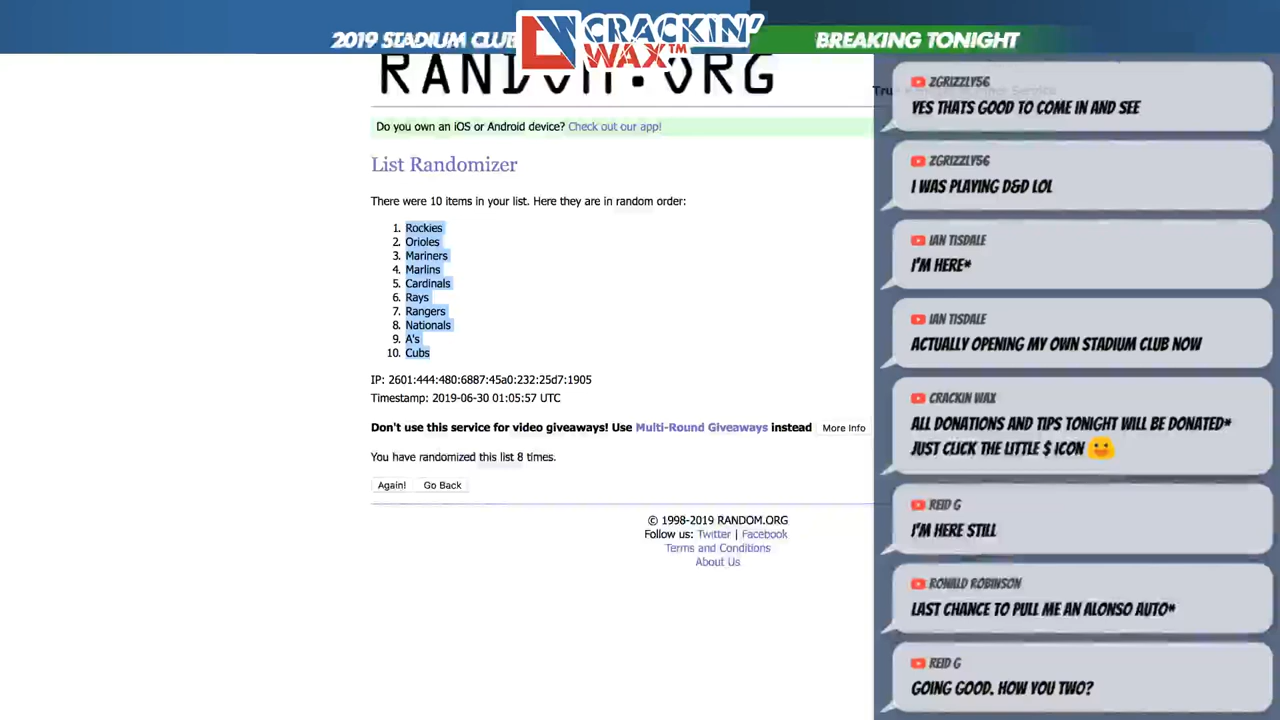 2019 STADIUM CLUB
CRACKIN'
WAX™
BREAKING TONIGHT
RANDOM.ORG
Do you own an iOS or Android device? Check out our app!
List Randomizer
There were 10 items in your list. Here they are in random order:
1. Rockies
2. Orioles
3. Mariners
4. Marlins
5. Cardinals
6. Rays
7. Rangers
8. Nationals
9. A's
10. Cubs
IP: 2601:444:480:6887:45a0:232:25d7:1905
Timestamp: 2019-06-30 01:05:57 UTC
Don't use this service for video giveaways! Use Multi-Round Giveaways instead More Info
You have randomized this list 8 times.
Again! Go Back
© 1998-2019 RANDOM.ORG
Follow us: Twitter | Facebook
Terms and Conditions
About Us
ZGRIZZLY56
YES THATS GOOD TO COME IN AND SEE
ZGRIZZLY56
I WAS PLAYING D&D LOL
IAN TISDALE
I'M HERE*
IAN TISDALE
ACTUALLY OPENING MY OWN STADIUM CLUB NOW
CRACKIN WAX
ALL DONATIONS AND TIPS TONIGHT WILL BE DONATED*
JUST CLICK THE LITTLE $ ICON
REID G
I'M HERE STILL
RONALD ROBINSON
LAST CHANCE TO PULL ME AN ALONSO AUTO*
REID G
GOING GOOD. HOW YOU TWO?